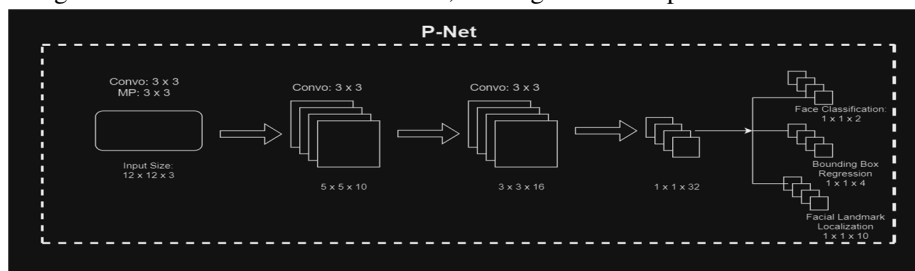 P-Net
Convo: 3 x 3
MP: 3 x 3
Input Size:
12 x 12 x 3
Convo: 3 x 3
5 x 5 x 10
Convo: 3 x 3
3 x 3 x 16
1 x 1 x 32
Face Classification:
1 x 1 x 2
Bounding Box
Regression
1 x 1 x 4
Facial Landmark
Localization
1 x 1 x 10